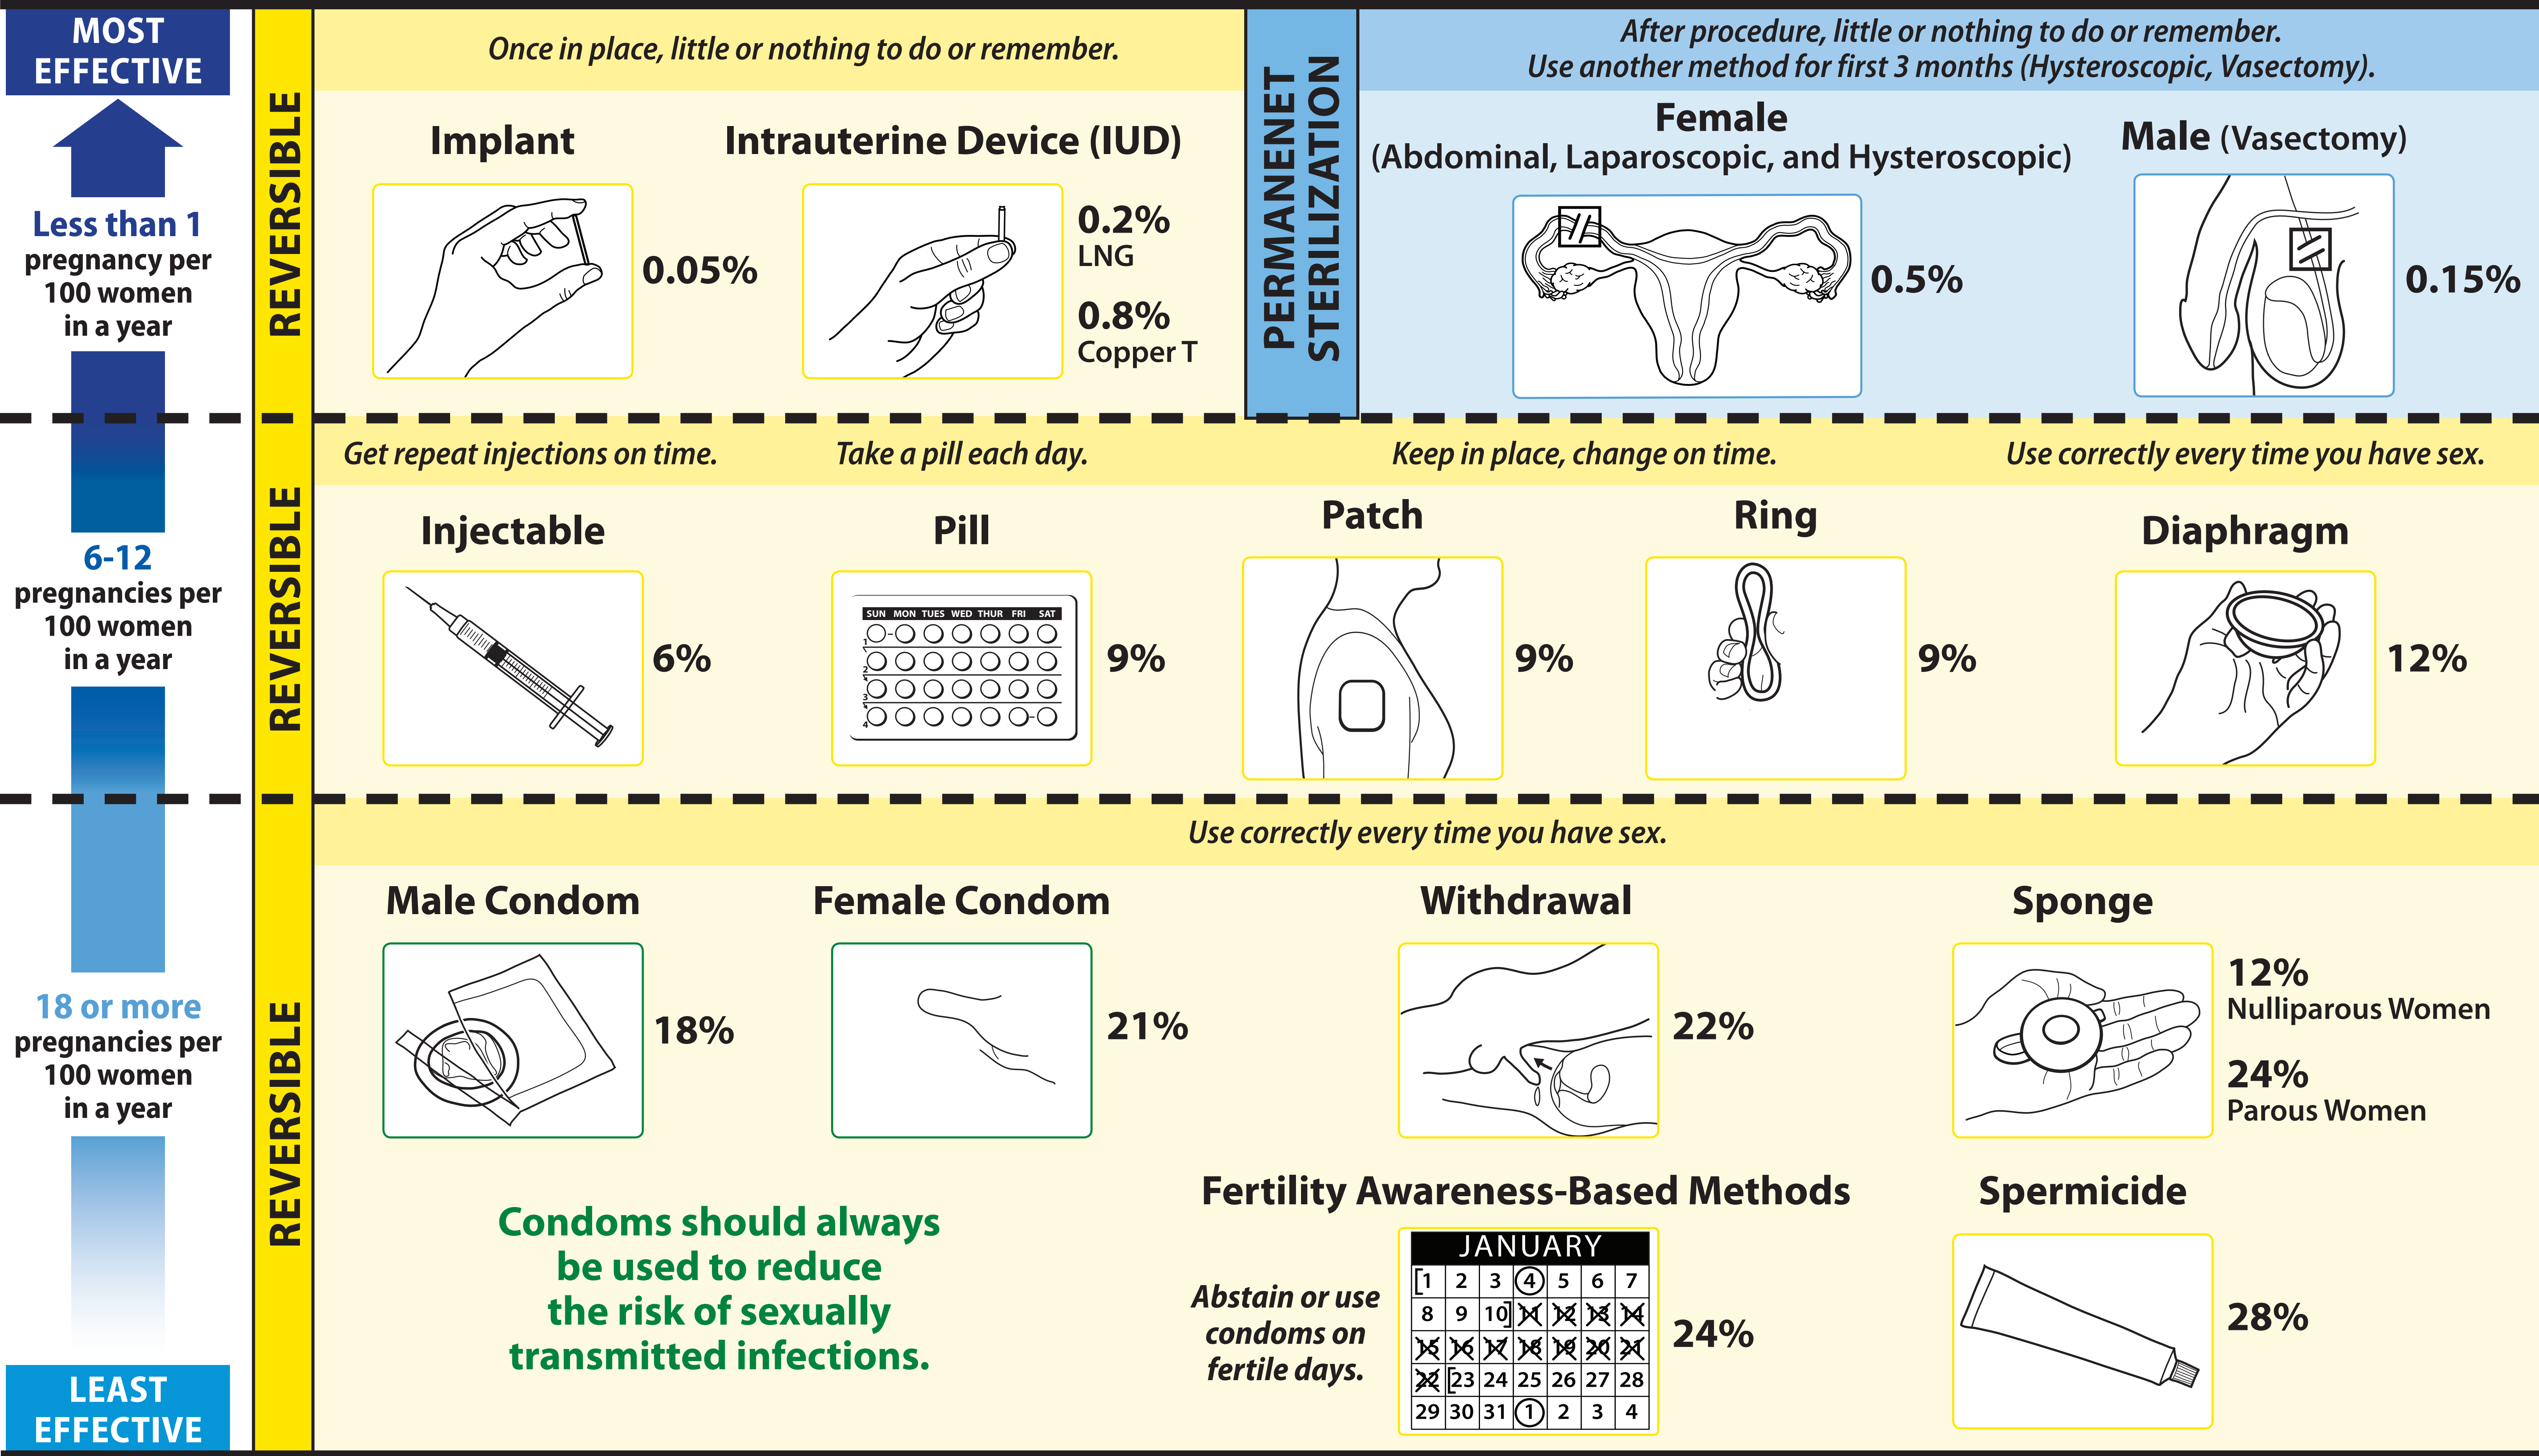 MOST
EFFECTIVE
Less than 1
pregnancy per
100 women
in a year
6-12
pregnancies per
100 women
in a year
18 or more
pregnancies per
100 women
in a year
LEAST
EFFECTIVE
REVERSIBLE
Once in place, little or nothing to do or remember.
Implant
0.05%
Intrauterine Device (IUD)
0.2%
LNG
0.8%
Copper T
PERMANENET
STERILIZATION
After procedure, little or nothing to do or remember.
Use another method for first 3 months (Hysteroscopic, Vasectomy).
Female
(Abdominal, Laparoscopic, and Hysteroscopic)
0.5%
Male (Vasectomy)
0.15%
REVERSIBLE
Get repeat injections on time.
Injectable
6%
Take a pill each day.
Pill
SUN MON TUES WED THUR FRI SAT
1
2
3
4
9%
Keep in place, change on time.
Patch
9%
Ring
9%
Use correctly every time you have sex.
Diaphragm
12%
REVERSIBLE
Use correctly every time you have sex.
Male Condom
18%
Female Condom
21%
Withdrawal
22%
Sponge
12%
Nulliparous Women
24%
Parous Women
Condoms should always
be used to reduce
the risk of sexually
transmitted infections.
Fertility Awareness-Based Methods
Abstain or use
condoms on
fertile days.
JANUARY
[1 2 3 4 5 6 7
8 9 10] 11 12 13 14
15 16 17 18 19 20 21
22 [23 24 25 26 27 28
29 30 31 1 2 3 4
24%
Spermicide
28%